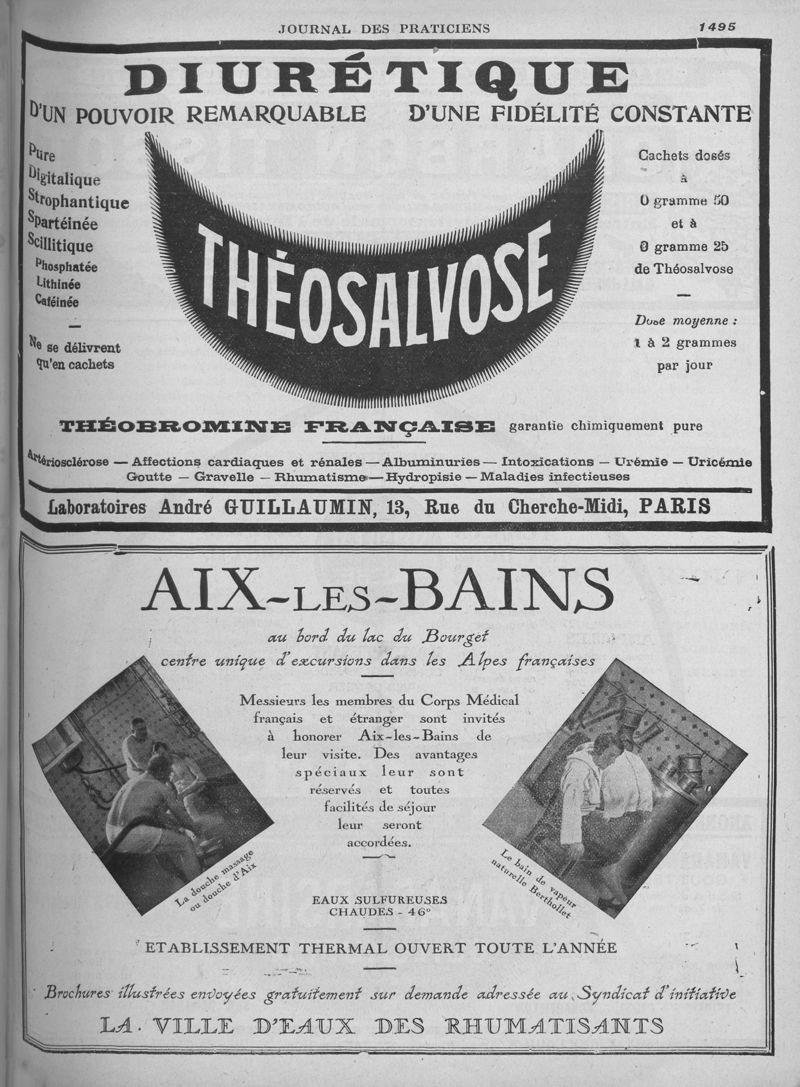 JOURNAL DES PRATICIENS
1495
DIURÉTIQUE
D'UN POUVOIR REMARQUABLE D'UNE FIDÉLITÉ CONSTANTE
Pure
Digitalique
Strophantique
Spartéinée
Scillitique
Phosphatée
Lithinée
Caféinée
Ne se délivrent
qu'en cachets
THÉOSALVOSE
Cachets dosés
à
0 gramme 50
et à
0 gramme 25
de Théosalvose
Dose moyenne :
1 à 2 grammes
par jour
THÉOBROMINE FRANÇAISE garantie chimiquement pure
Artériosclérose — Affections cardiaques et rénales — Albuminuries — Intoxications — Urémie — Uricémie
Goutte — Gravelle — Rhumatisme — Hydropisie — Maladies infectieuses
Laboratoires André GUILLAUMIN, 13, Rue du Cherche-Midi, PARIS
AIX-LES-BAINS
au bord du lac du Bourget
centre unique d'excursions dans les Alpes françaises
Messieurs les membres du Corps Médical
français et étranger sont invités
à honorer Aix-les-Bains de
leur visite. Des avantages
spéciaux leur sont
réservés et toutes
facilités de séjour
leur seront
accordées.
La douche massage
ou douche d'Aix
Le bain de vapeur
naturelle Berthollet
EAUX SULFUREUSES
CHAUDES - 46°
ETABLISSEMENT THERMAL OUVERT TOUTE L'ANNÉE
Brochures illustrées envoyées gratuitement sur demande adressée au Syndicat d'initiative
LA VILLE D'EAUX DES RHUMATISANTS